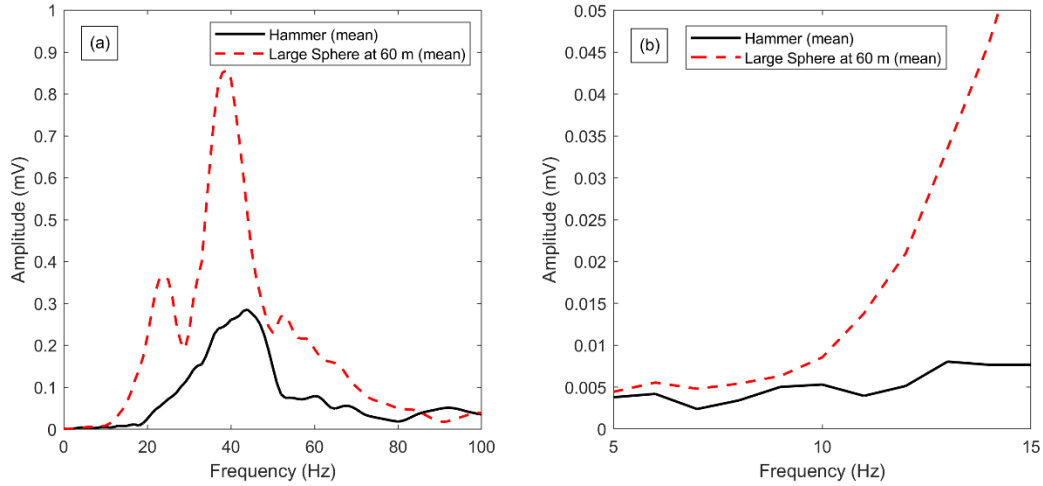 (a)
Hammer (mean)
Large Sphere at 60 m (mean)
1
0.9
0.8
0.7
0.6
0.5
0.4
0.3
0.2
0.1
0
Amplitude (mV)
0 20 40 60 80 100
Frequency (Hz)
(b)
Hammer (mean)
Large Sphere at 60 m (mean)
0.05
0.045
0.04
0.035
0.03
0.025
0.02
0.015
0.01
0.005
0
Amplitude (mV)
5 10 15
Frequency (Hz)